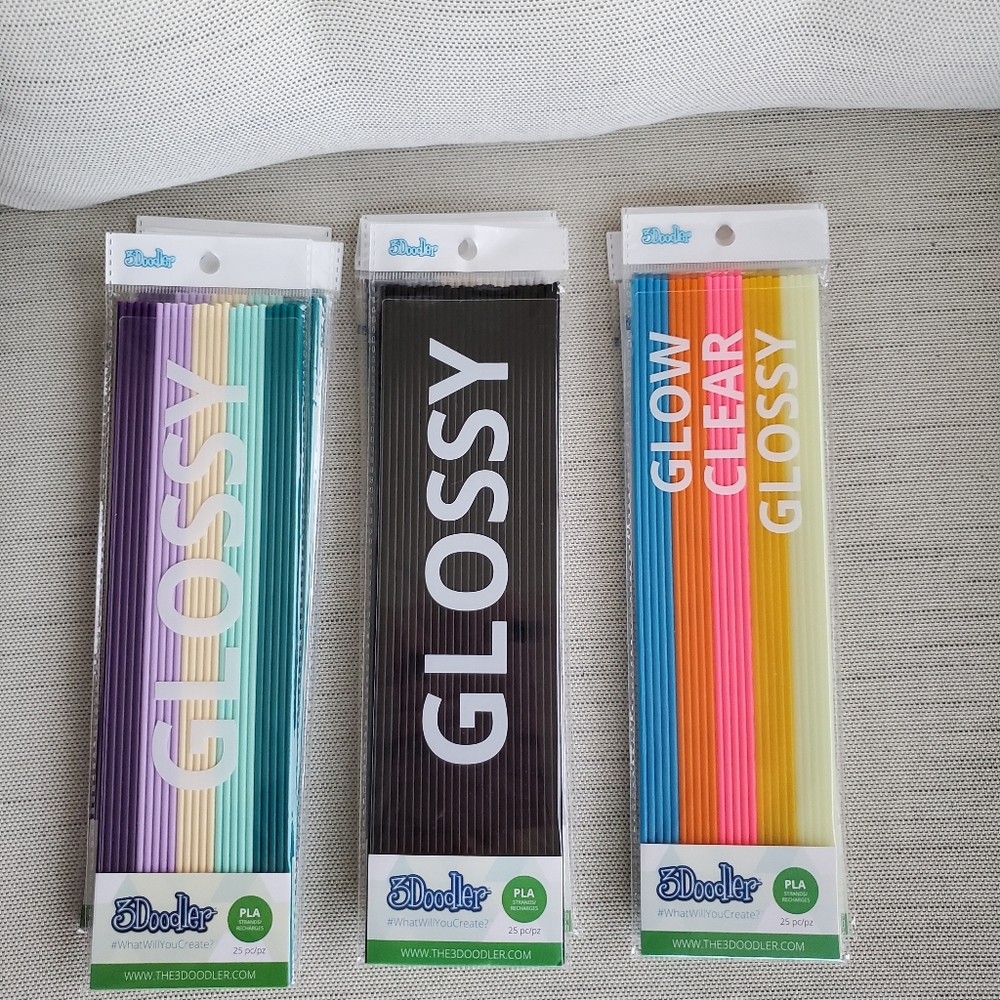 3Doodler
GLOSSY
3Doodler
PLA
STRANDS/
RECHARGES
#WhatWillYouCreate?
25 pc/pz
WWW.THE3DOODLER.COM
3Doodler
GLOSSY
3Doodler
PLA
STRANDS/
RECHARGES
#WhatWillYouCreate?
25 pc/pz
WWW.THE3DOODLER.COM
3Doodler
GLOW
CLEAR
GLOSSY
3Doodler
PLA
STRANDS/
RECHARGES
#WhatWillYouCreate?
25 pc/pz
WWW.THE3DOODLER.COM